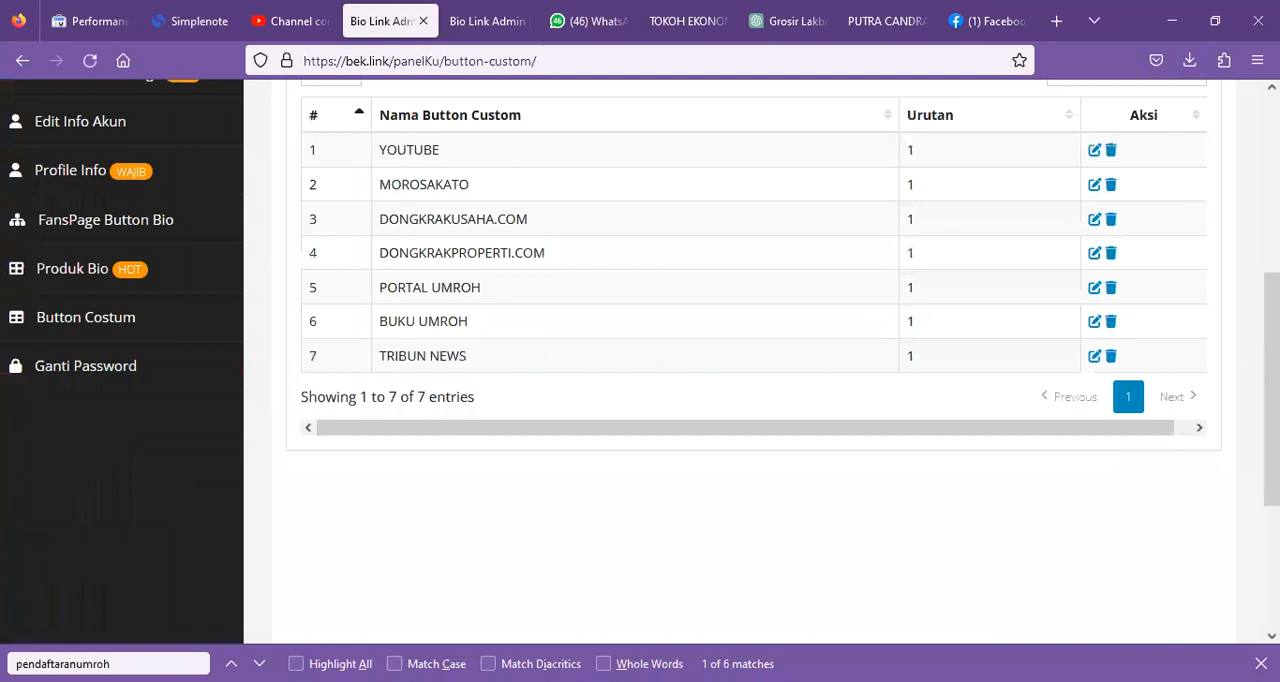 Performan
Simplenote
Channel co
Bio Link Adm
Bio Link Admin
(46) WhatsA
TOKOH EKONO
Grosir Lakb
PUTRA CANDRA
(1) Faceboo
https://bek.link/panelKu/button-custom/
Edit Info Akun
Profile Info WAJIB
FansPage Button Bio
Produk Bio HOT
Button Costum
Ganti Password
# Nama Button Custom Urutan Aksi
1 YOUTUBE 1
2 MOROSAKATO 1
3 DONGKRAKUSAHA.COM 1
4 DONGKRAKPROPERTI.COM 1
5 PORTAL UMROH 1
6 BUKU UMROH 1
7 TRIBUN NEWS 1
Showing 1 to 7 of 7 entries
Previous 1 Next
pendaftaranumroh
Highlight All
Match Case
Match Diacritics
Whole Words
1 of 6 matches